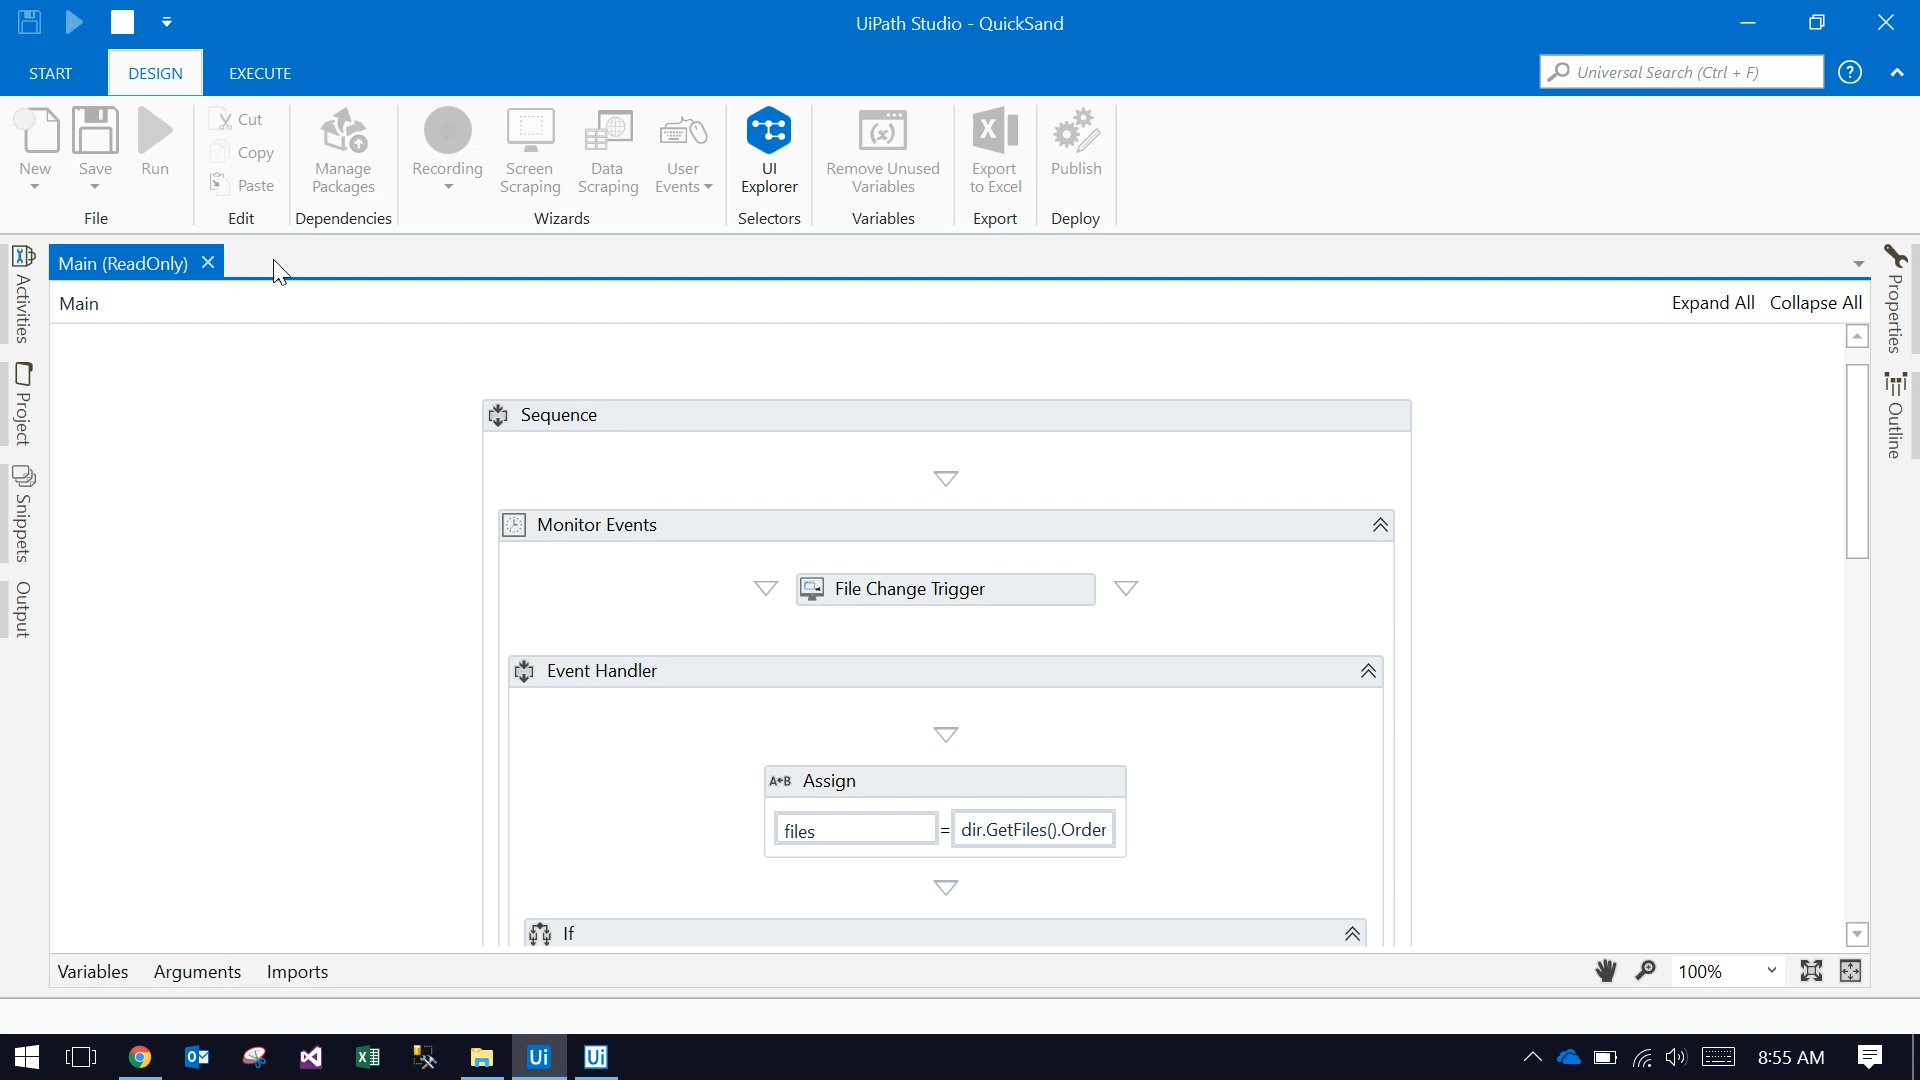 UiPath Studio - QuickSand
START
DESIGN
EXECUTE
Universal Search (Ctrl + F)
?
New
Save
Run
File
Cut
Copy
Paste
Edit
Manage
Packages
Dependencies
Recording
Screen
Scraping
Data
Scraping
User
Events
Wizards
UI
Explorer
Selectors
(x)
Remove Unused
Variables
Variables
X
Export
to Excel
Export
Publish
Deploy
Activities
Project
Snippets
Output
Main (ReadOnly)
Main
Expand All
Collapse All
Properties
Outline
Sequence
Monitor Events
File Change Trigger
Event Handler
A B
Assign
files
=
dir.GetFiles().Order
If
Variables
Arguments
Imports
100%
Ui
Ui
8:55 AM